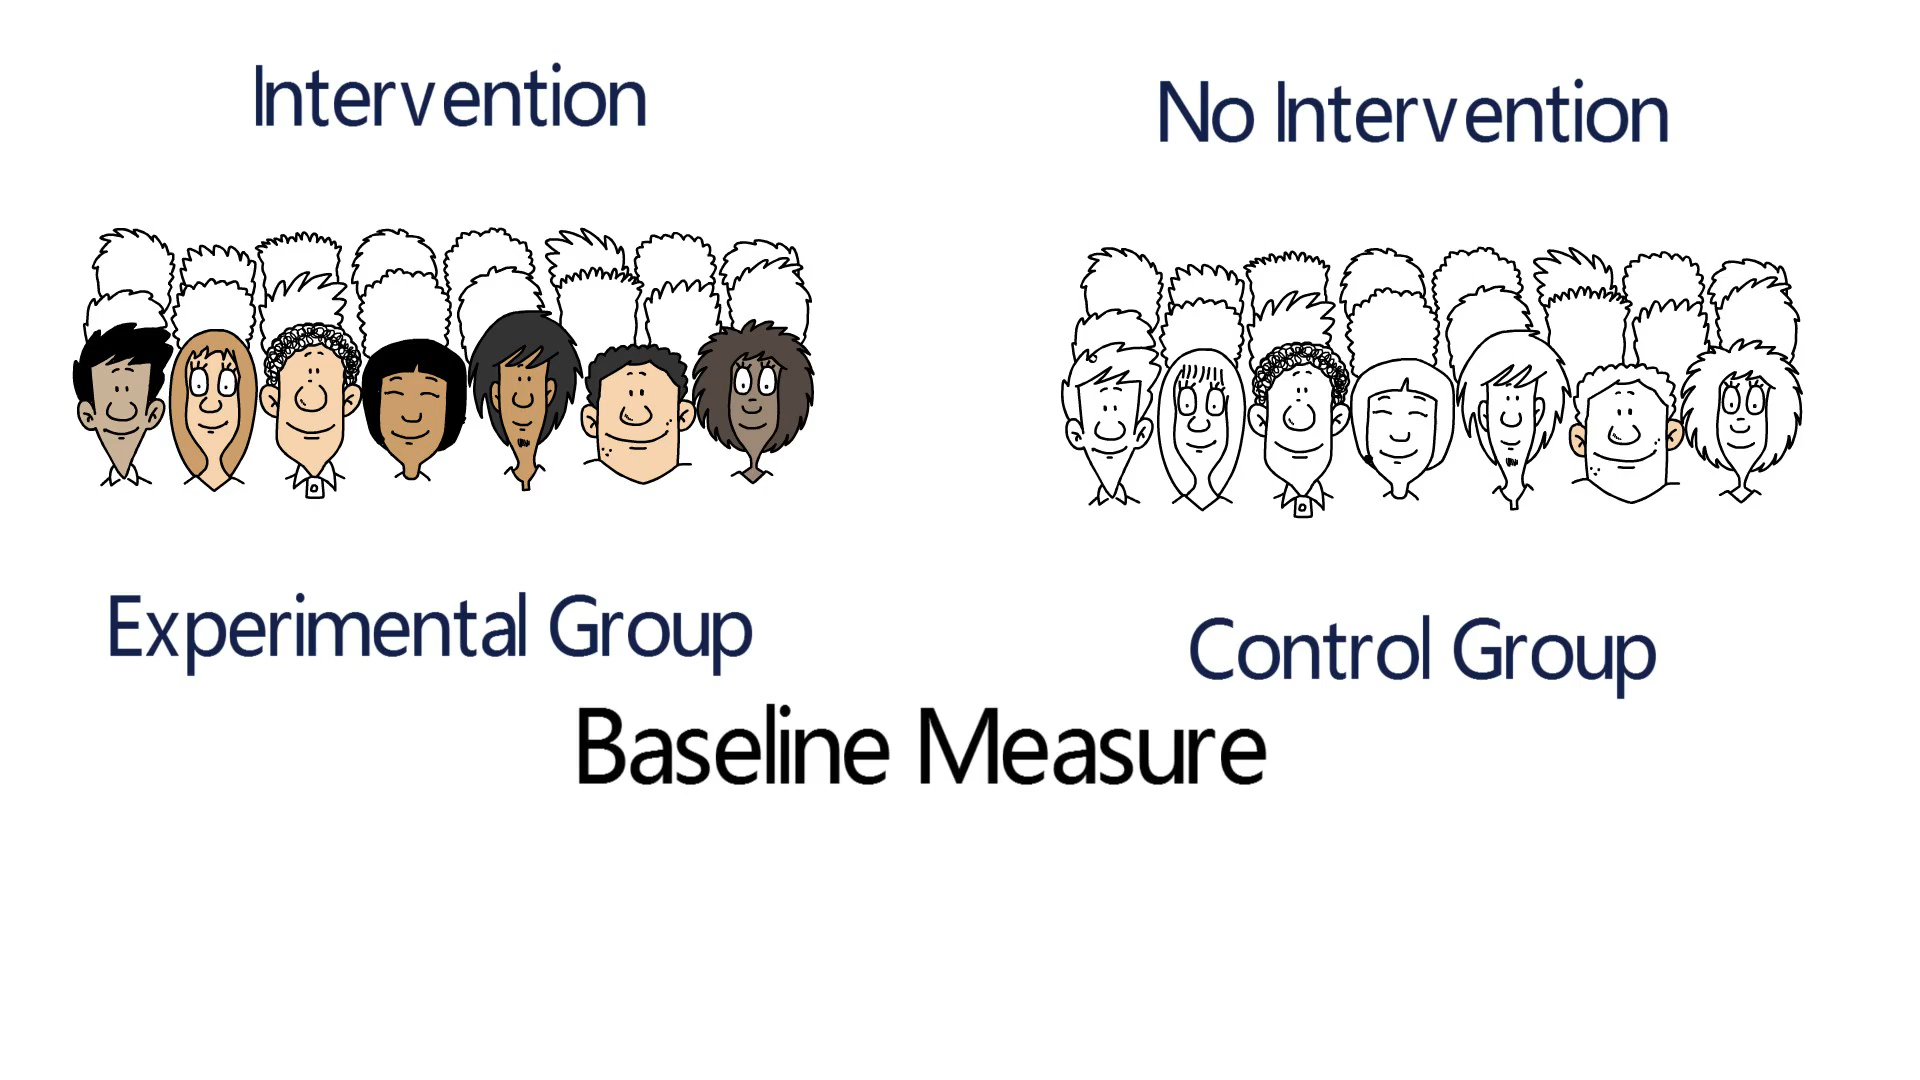 Intervention
No Intervention
Experimental Group
Control Group
Baseline Measure